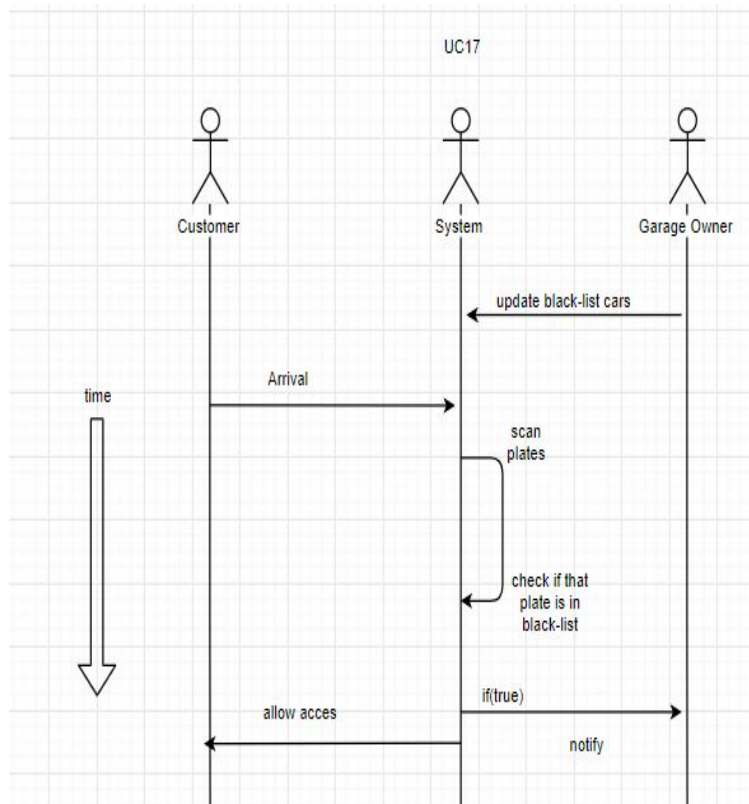 UC17
Customer
System
Garage Owner
update black-list cars
Arrival
time
scan
plates
check if that
plate is in
black-list
if(true)
allow acces
notify